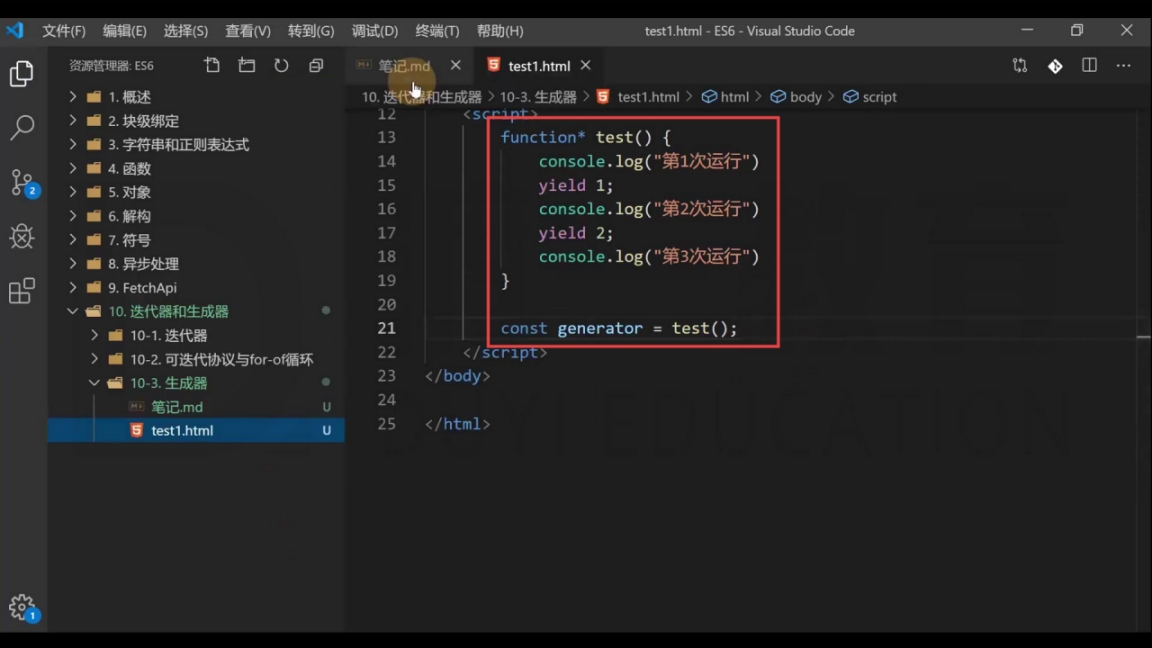 文件(F) 编辑(E) 选择(S) 查看(V) 转到(G) 调试(D) 终端(T) 帮助(H) test1.html - ES6 - Visual Studio Code
资源管理器: ES6
1. 概述
2. 块级绑定
3. 字符串和正则表达式
4. 函数
5. 对象
6. 解构
7. 符号
8. 异步处理
9. FetchApi
10. 迭代器和生成器
10-1. 迭代器
10-2. 可迭代协议与for-of循环
10-3. 生成器
笔记.md U
test1.html U
2
1
笔记.md test1.html
10. 迭代器和生成器 > 10-3. 生成器 > test1.html > html > body > script
12 <script>
13 function* test() {
14 console.log("第1次运行")
15 yield 1;
16 console.log("第2次运行")
17 yield 2;
18 console.log("第3次运行")
19 }
20
21 const generator = test();
22 </script>
23 </body>
24
25 </html>